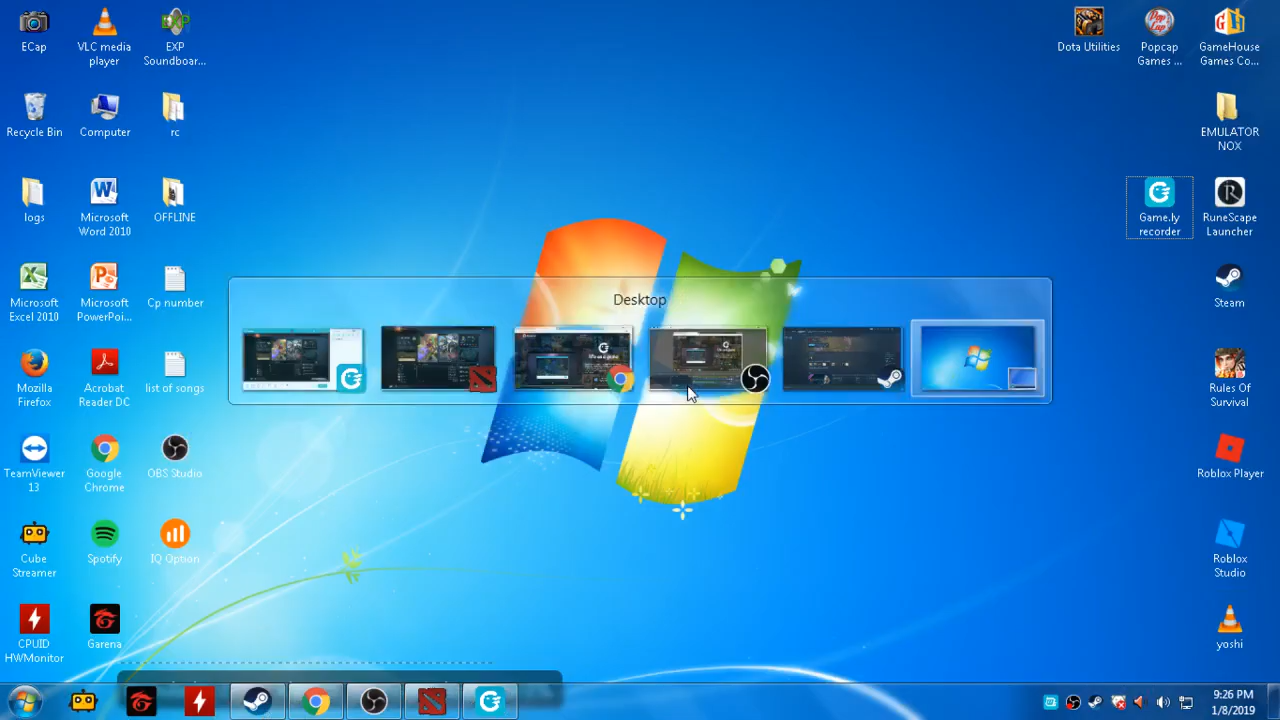 ECap
VLC media
player
EXP
Soundboar...
Recycle Bin
Computer
rc
logs
Microsoft
Word 2010
OFFLINE
Microsoft
Excel 2010
Microsoft
PowerPoi...
Cp number
Mozilla
Firefox
Acrobat
Reader DC
list of songs
TeamViewer
13
Google
Chrome
OBS Studio
Cube
Streamer
Spotify
IQ Option
CPUID
HWMonitor
Garena
Desktop
Dota Utilities
Popcap
Games ...
GameHouse
Games Co...
EMULATOR
NOX
Game.ly
recorder
RuneScape
Launcher
Steam
Rules Of
Survival
Roblox Player
Roblox
Studio
yoshi
9:26 PM
1/8/2019